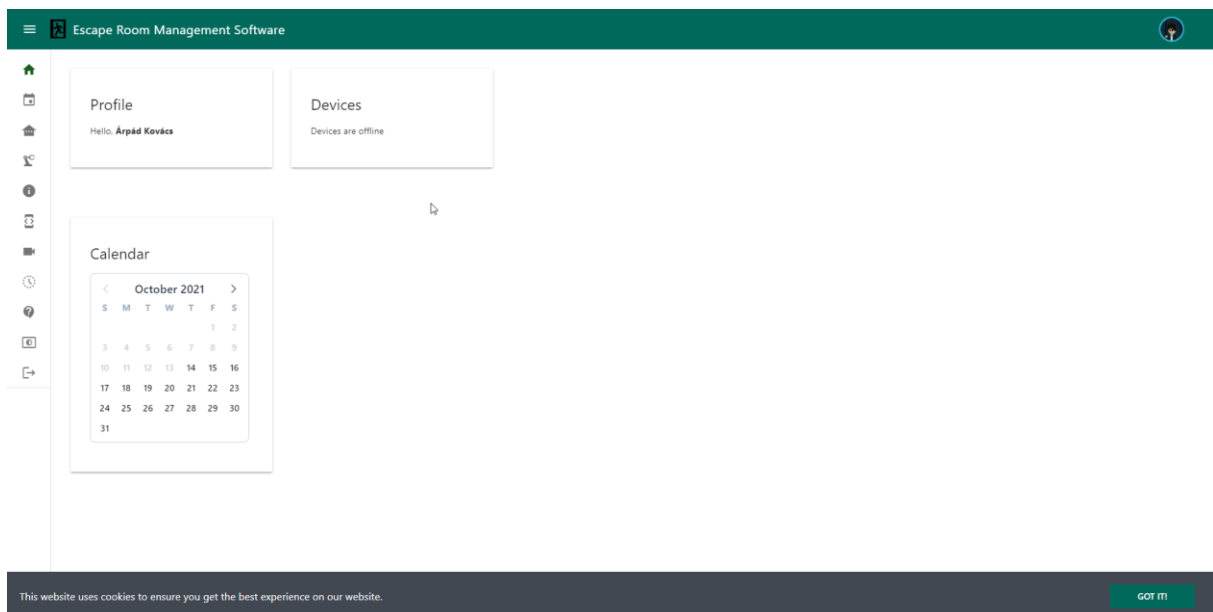 Escape Room Management Software
Profile
Hello, Árpád Kovács
Devices
Devices are offline
Calendar
October 2021
S M T W T F S
1 2
3 4 5 6 7 8 9
10 11 12 13 14 15 16
17 18 19 20 21 22 23
24 25 26 27 28 29 30
31
This website uses cookies to ensure you get the best experience on our website.
GOT IT!